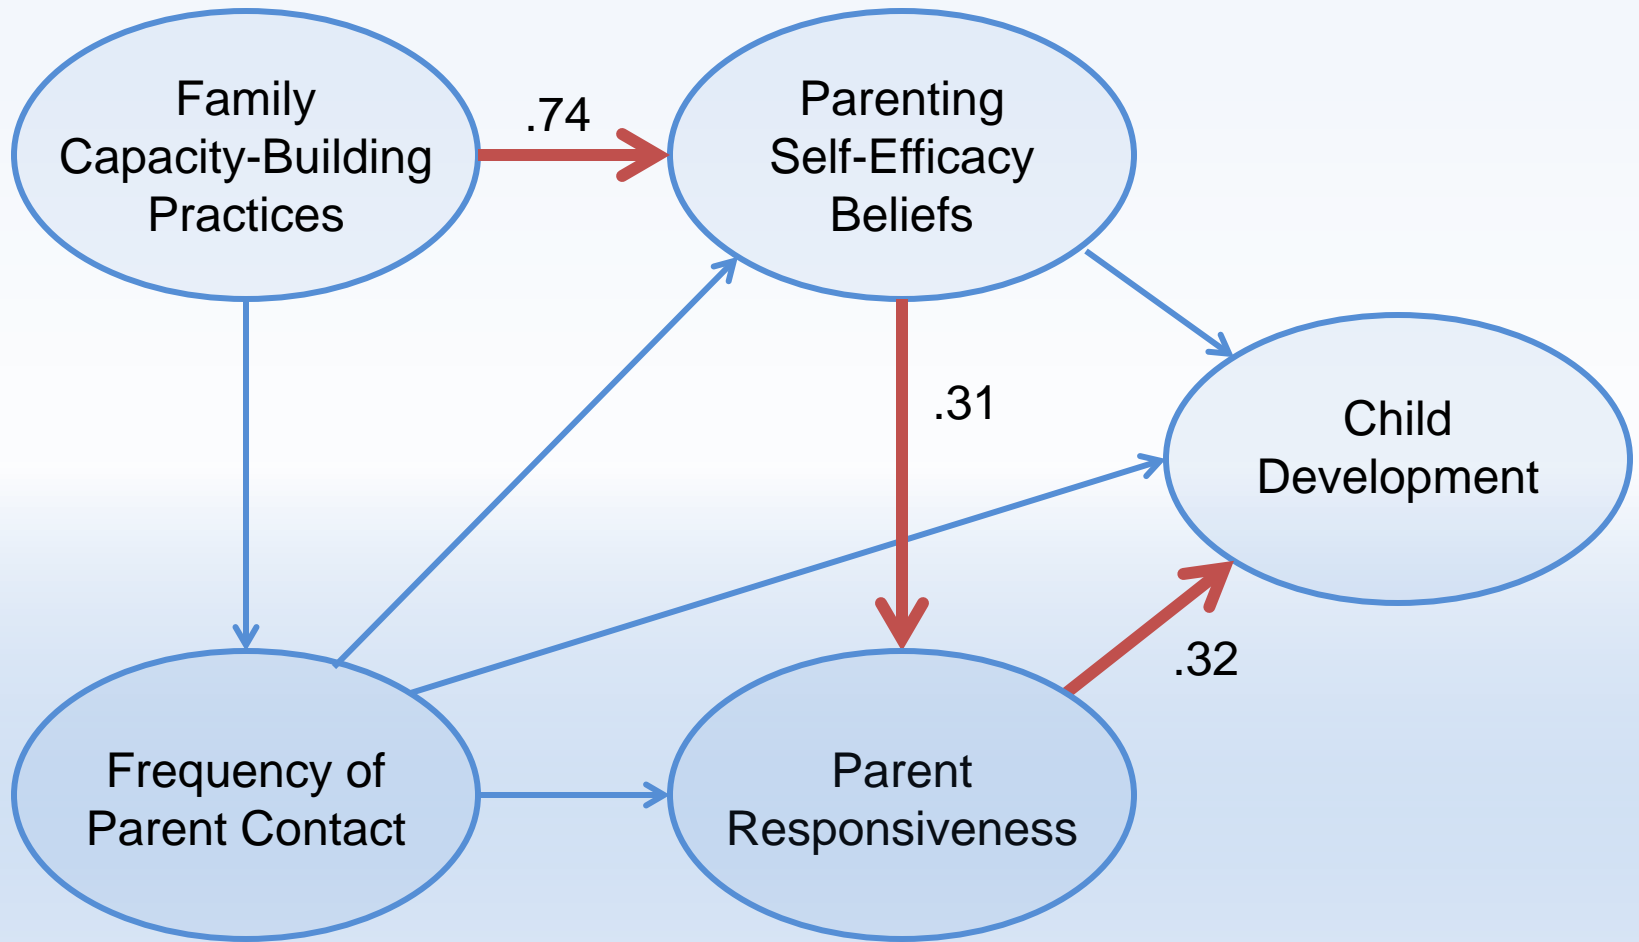 Family
Capacity-Building
Practices
.74
Parenting
Self-Efficacy
Beliefs
.31
Child
Development
.32
Frequency of
Parent Contact
Parent
Responsiveness